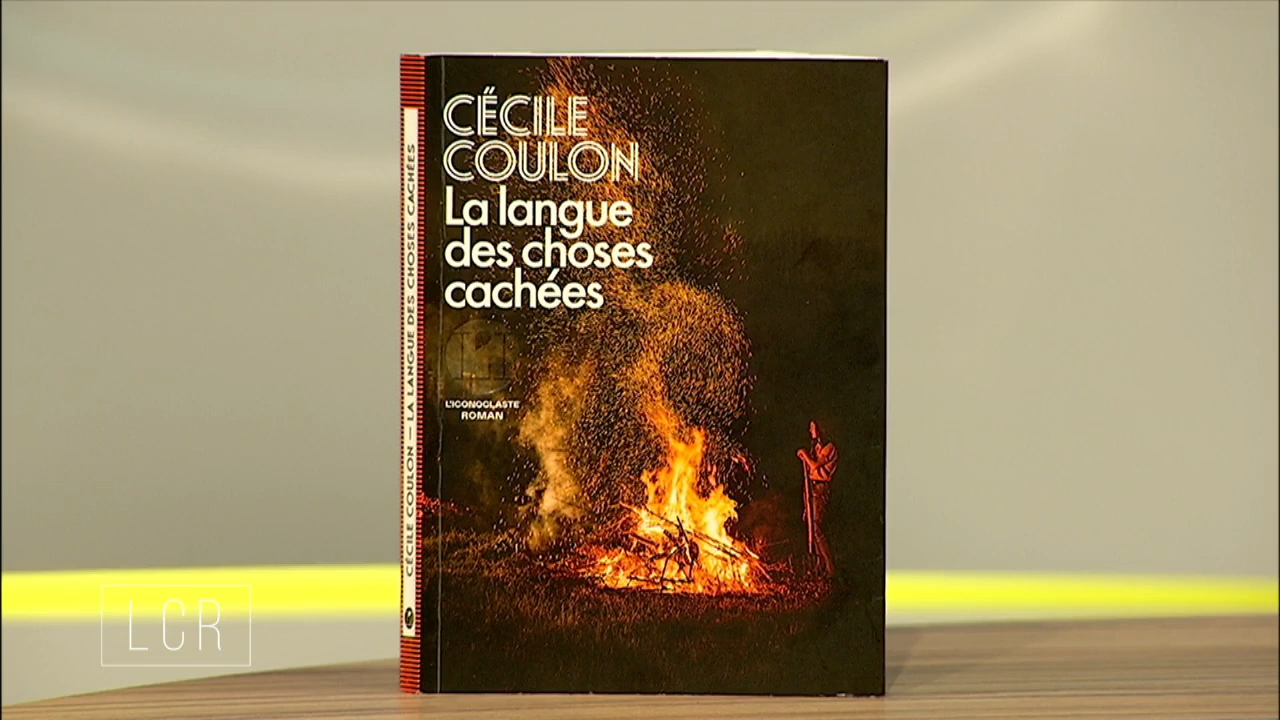 CÉCILE
COULON
La langue
des choses
cachées
L'ICONOCLASTE
ROMAN
CÉCILE COULON — LA LANGUE DES CHOSES CACHÉES
LCR